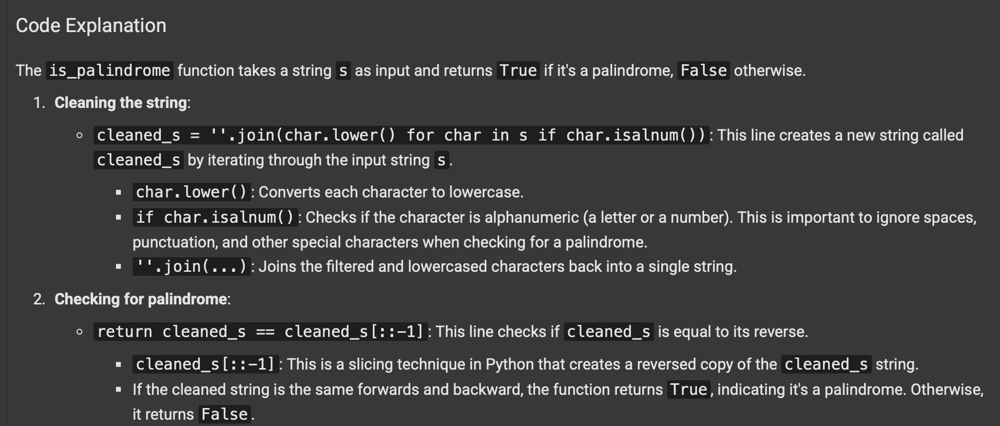 Code Explanation
The is_palindrome function takes a string s as input and returns True if it's a palindrome, False otherwise.
1. Cleaning the string:
cleaned_s = ''.join(char.lower() for char in s if char.isalnum()): This line creates a new string called
cleaned_s by iterating through the input string s.
char.lower(): Converts each character to lowercase.
if char.isalnum(): Checks if the character is alphanumeric (a letter or a number). This is important to ignore spaces,
punctuation, and other special characters when checking for a palindrome.
''.join(...): Joins the filtered and lowercased characters back into a single string.
2. Checking for palindrome:
return cleaned_s == cleaned_s[::-1]: This line checks if cleaned_s is equal to its reverse.
cleaned_s[::-1]: This is a slicing technique in Python that creates a reversed copy of the cleaned_s string.
If the cleaned string is the same forwards and backward, the function returns True, indicating it's a palindrome. Otherwise,
it returns False.